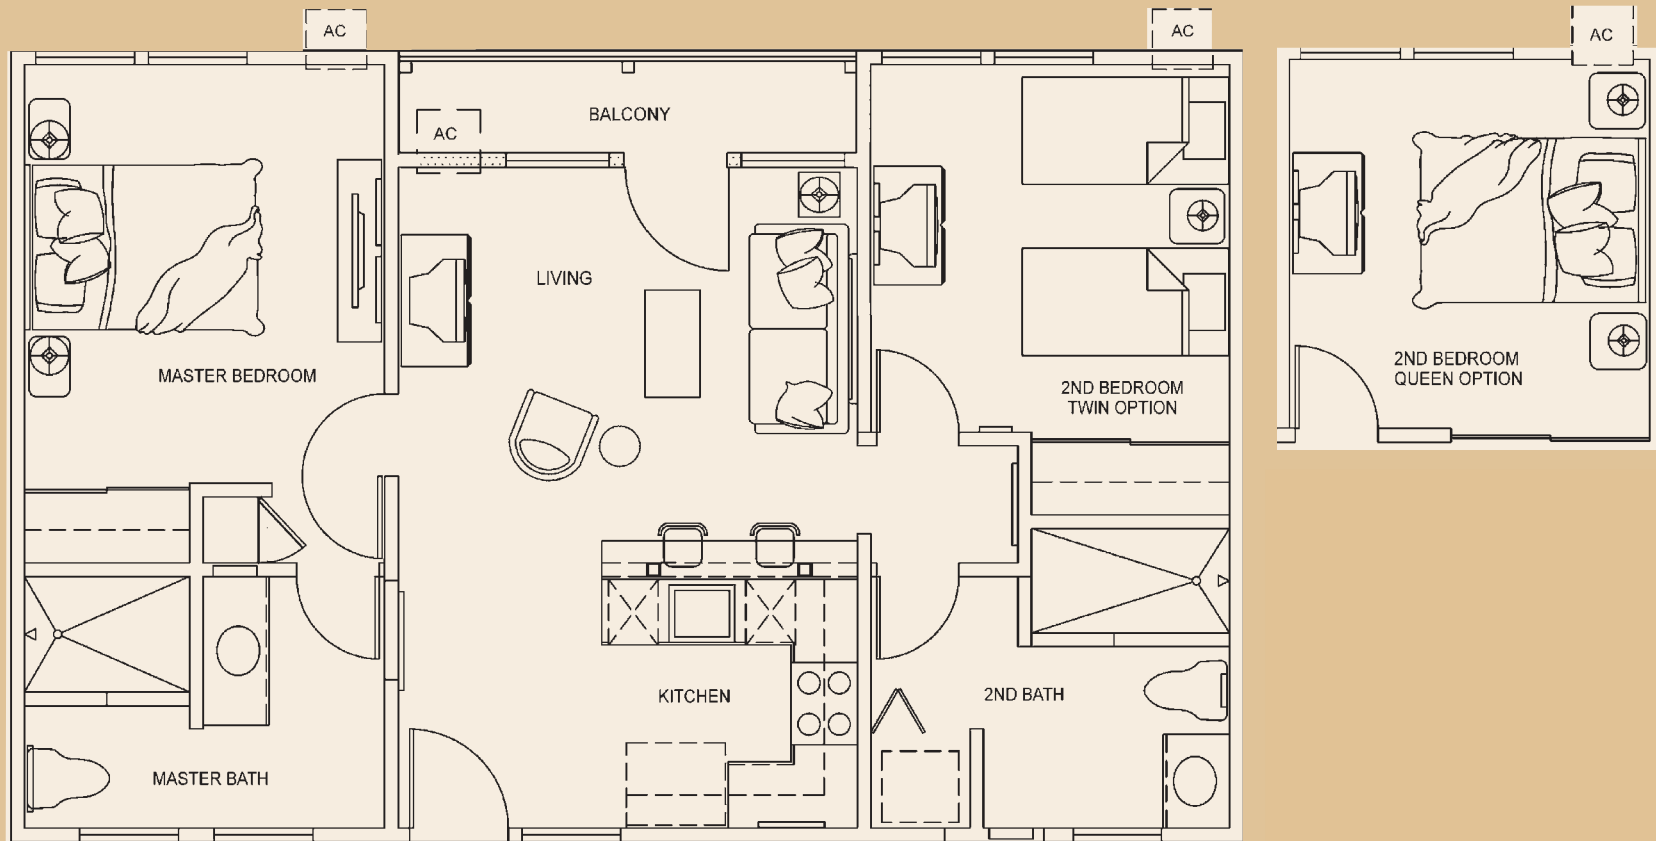 AC
AC
AC
BALCONY
AC
LIVING
MASTER BEDROOM
2ND BEDROOM
TWIN OPTION
2ND BEDROOM
QUEEN OPTION
KITCHEN
2ND BATH
MASTER BATH